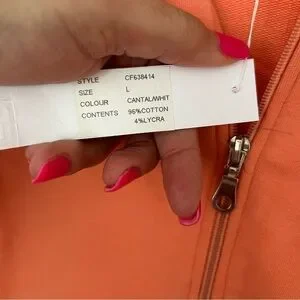 STYLE CF638414
SIZE L
COLOUR CANTAL/WHIT
CONTENTS 96%COTTON
4%LYCRA